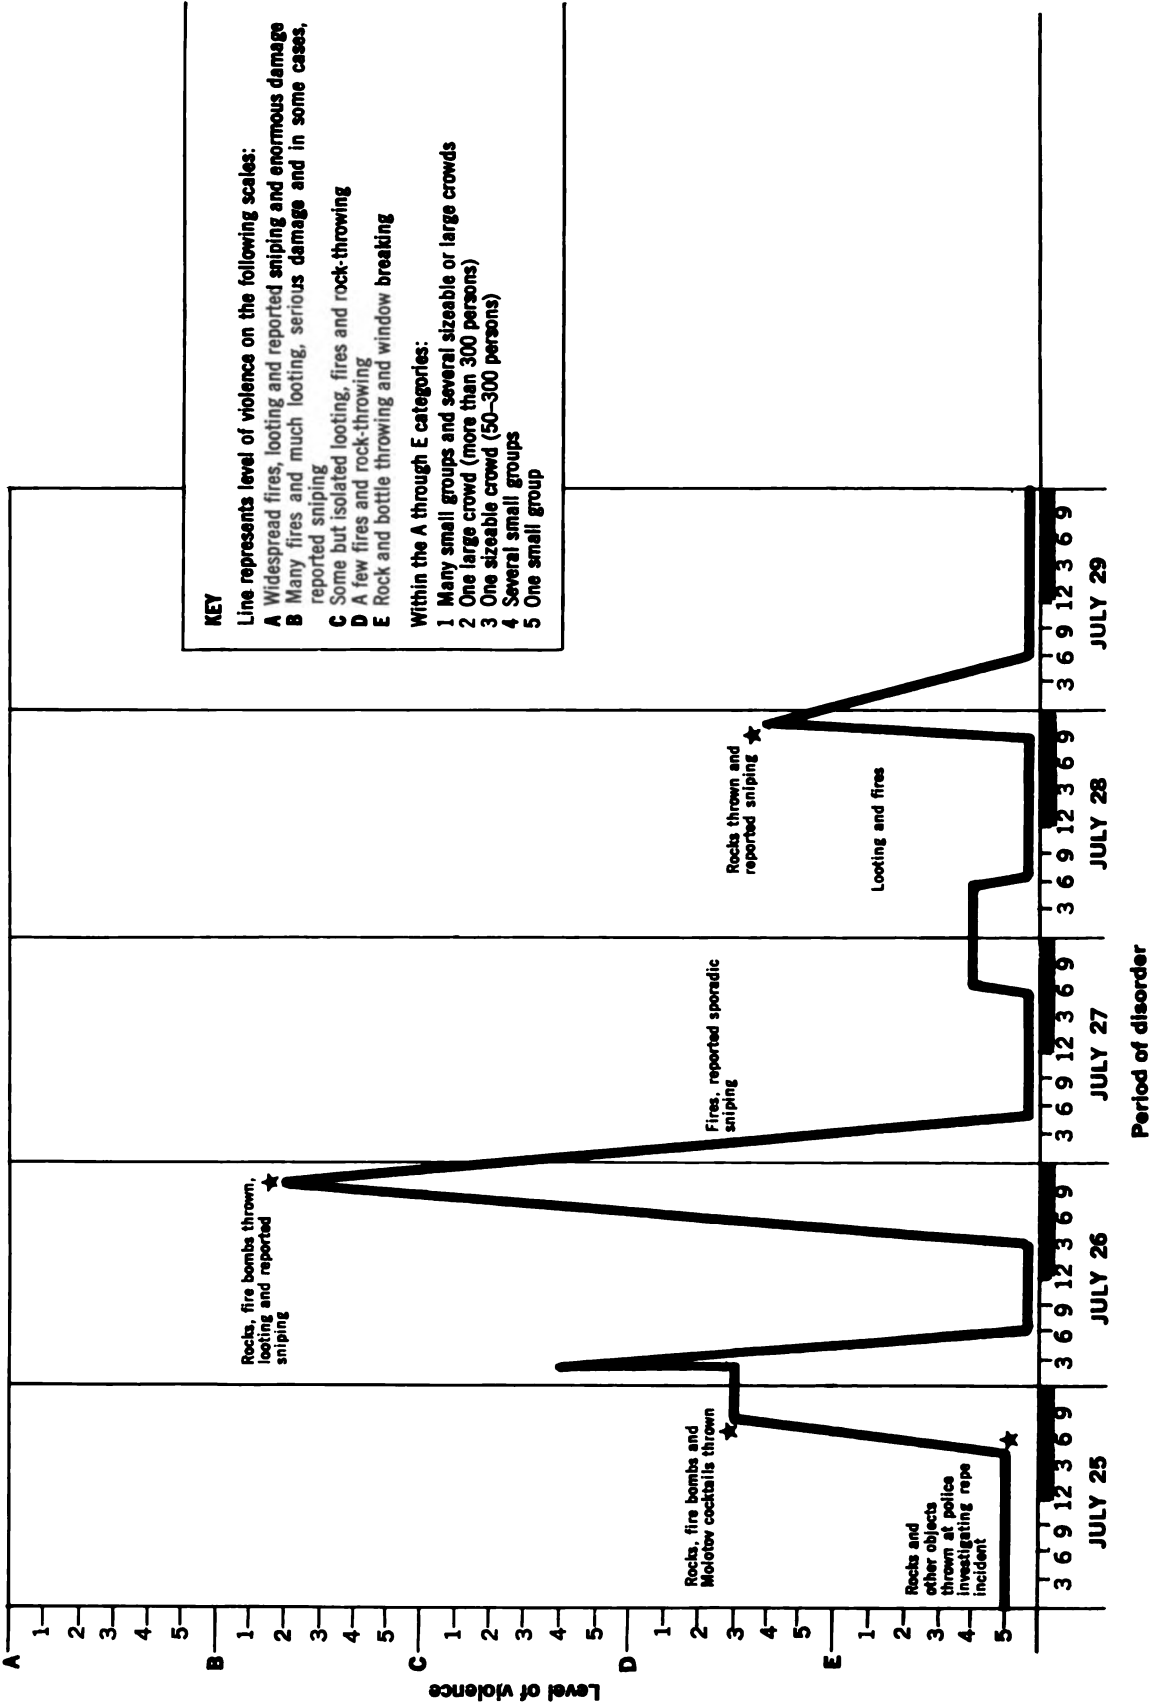 KEY
Line represents level of violence on the following scales:
A Widespread fires, looting and reported sniping and enormous damage
B Many fires and much looting, serious damage and in some cases,
reported sniping
C Some but isolated looting, fires and rock-throwing
D A few fires and rock-throwing
E Rock and bottle throwing and window breaking
Within the A through E categories:
1 Many small groups and several sizeable or large crowds
2 One large crowd (more than 300 persons)
3 One sizeable crowd (50–300 persons)
4 Several small groups
5 One small group
Level of violence
A
1
2
3
4
5
B
1
2
3
4
5
C
1
2
3
4
5
D
1
2
3
4
5
E
1
2
3
4
5
Rocks and
other objects
thrown at police
investigating rape
incident
Rocks, fire bombs and
Molotov cocktails thrown
Rocks, fire bombs thrown,
looting and reported
sniping
Fires, reported sporadic
sniping
Looting and fires
Rocks thrown and
reported sniping
3 6 9 12 3 6 9 3 6 9 12 3 6 9 3 6 9 12 3 6 9 3 6 9 12 3 6 9 3 6 9 12 3 6 9
JULY 25 JULY 26 JULY 27 JULY 28 JULY 29
Period of disorder